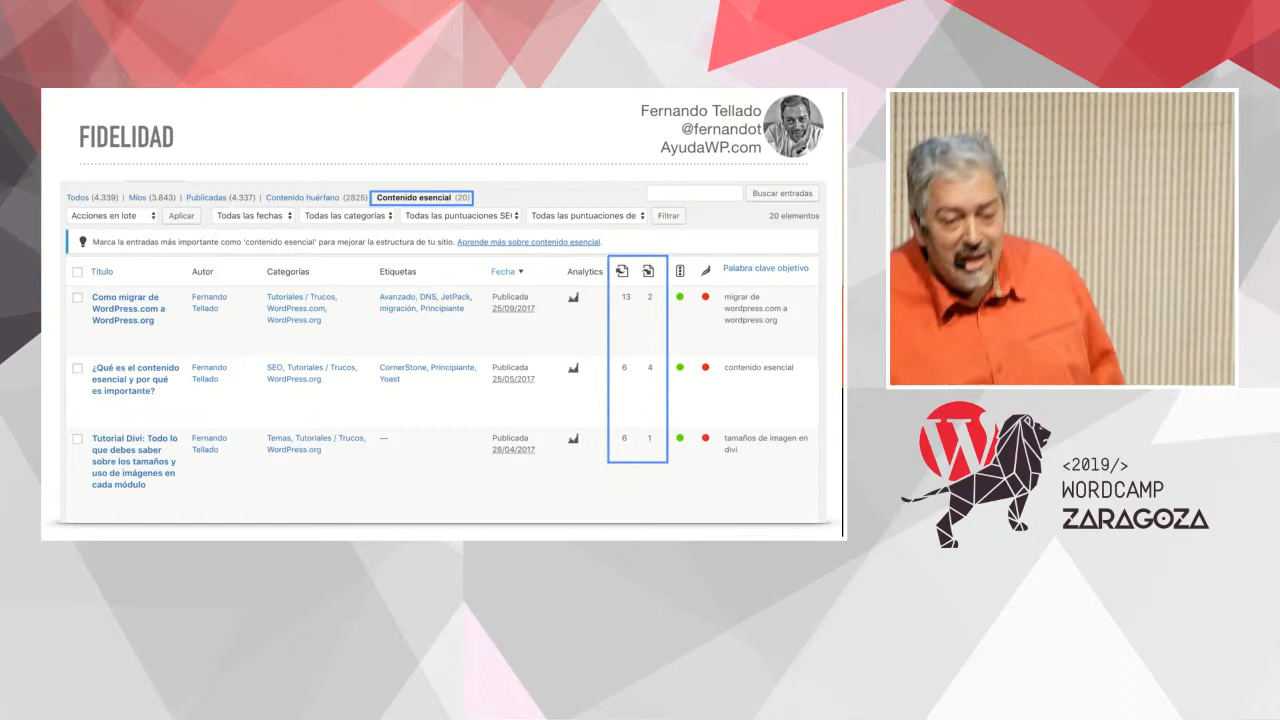 FIDELIDAD
Fernando Tellado
@fernandot
AyudaWP.com
Todos (4.339) | Míos (3.843) | Publicadas (4.337) | Contenido huérfano (2825) | Contenido esencial (20)
Buscar entradas
Acciones en lote Aplicar Todas las fechas Todas las categorías Todas las puntuaciones SE Todas las puntuaciones de Filtrar 20 elementos
Marca la entradas más importante como 'contenido esencial' para mejorar la estructura de tu sitio. Aprende más sobre contenido esencial.
Título Autor Categorías Etiquetas Fecha Analytics Palabra clave objetivo
Como migrar de
WordPress.com a
WordPress.org
Fernando
Tellado
Tutoriales / Trucos,
WordPress.com,
WordPress.org
Avanzado, DNS, JetPack,
migración, Principiante
Publicada
25/09/2017
13 2
migrar de
wordpress.com a
wordpress.org
¿Qué es el contenido
esencial y por qué
es importante?
Fernando
Tellado
SEO, Tutoriales / Trucos,
WordPress.org
CornerStone, Principiante,
Yoast
Publicada
25/05/2017
6 4
contenido esencial
Tutorial Divi: Todo lo
que debes saber
sobre los tamaños y
uso de imágenes en
cada módulo
Fernando
Tellado
Temas, Tutoriales / Trucos,
WordPress.org
—
Publicada
28/04/2017
6 1
tamaños de imagen en
divi
W
<2019/>
WORDCAMP
ZARAGOZA